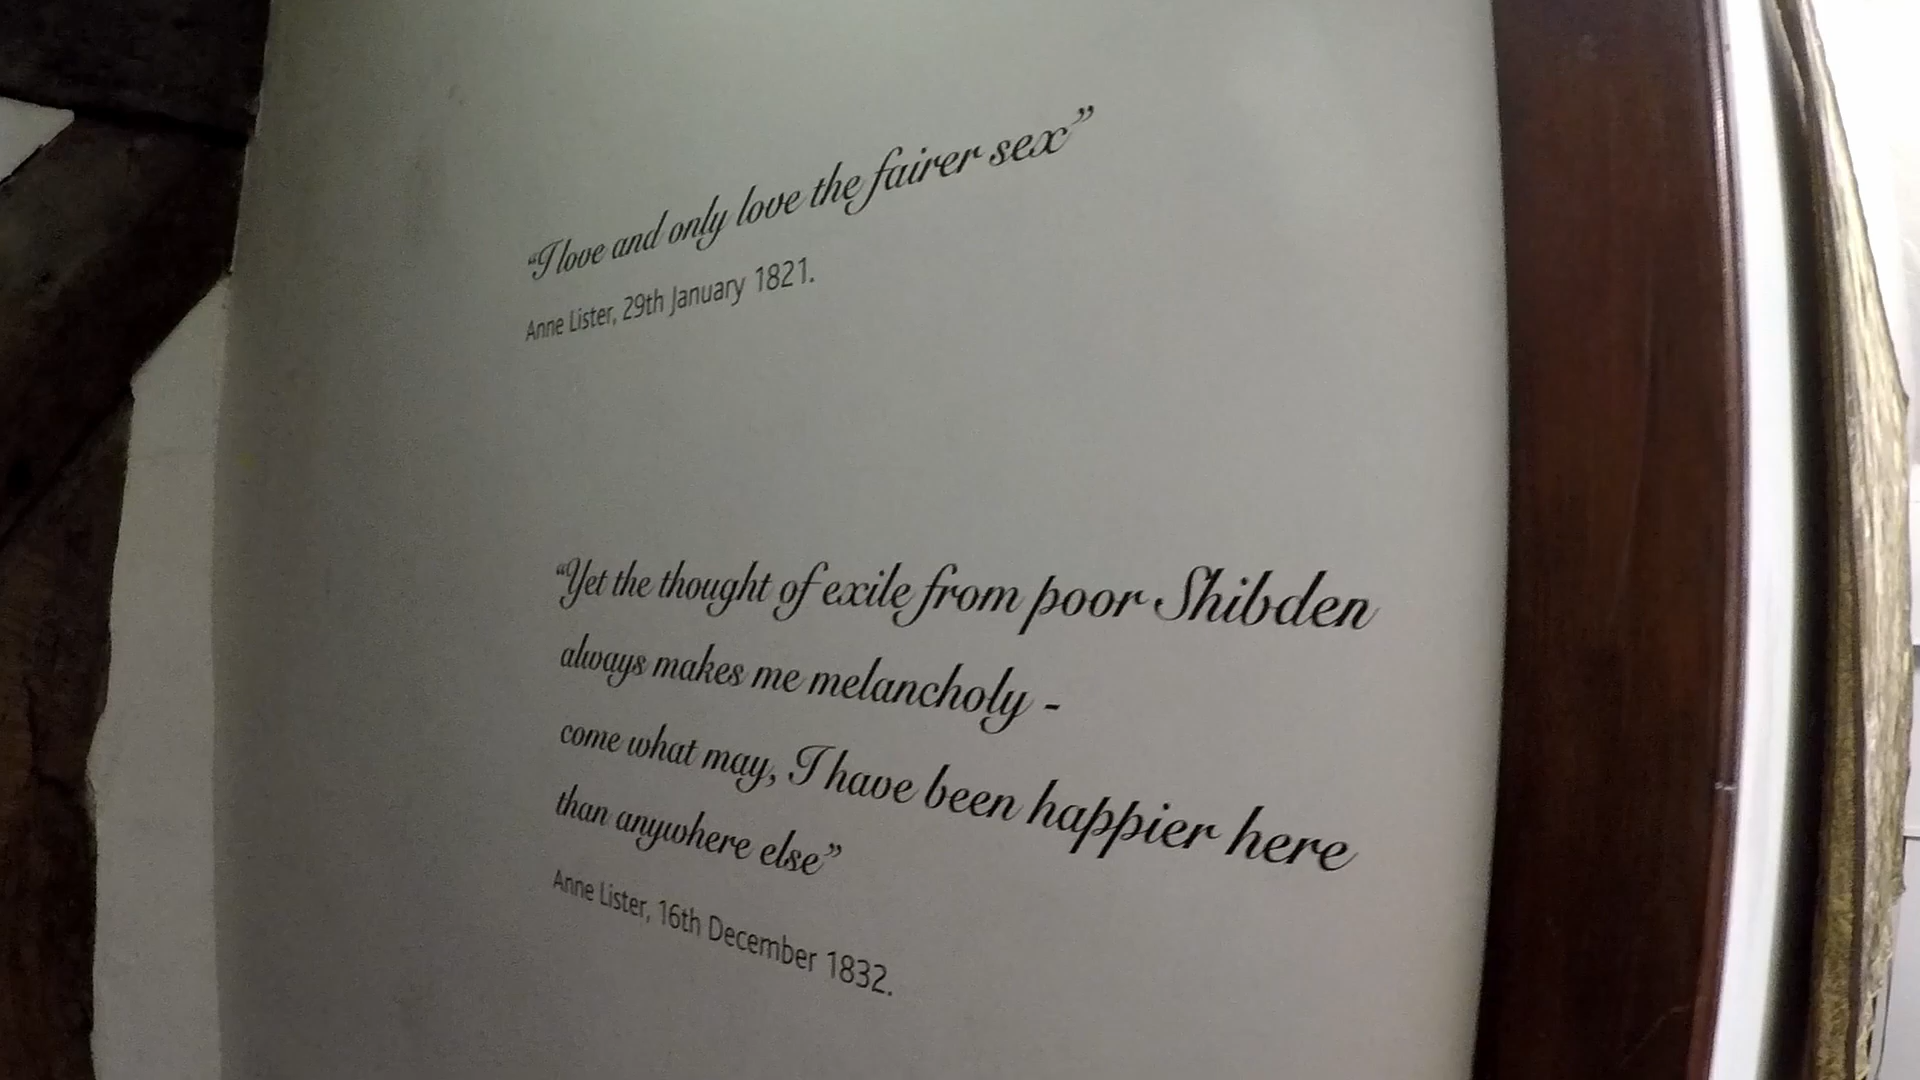 “I love and only love the fairer sex”
Anne Lister, 29th January 1821.
“Yet the thought of exile from poor Shibden
always makes me melancholy -
come what may, I have been happier here
than anywhere else”
Anne Lister, 16th December 1832.